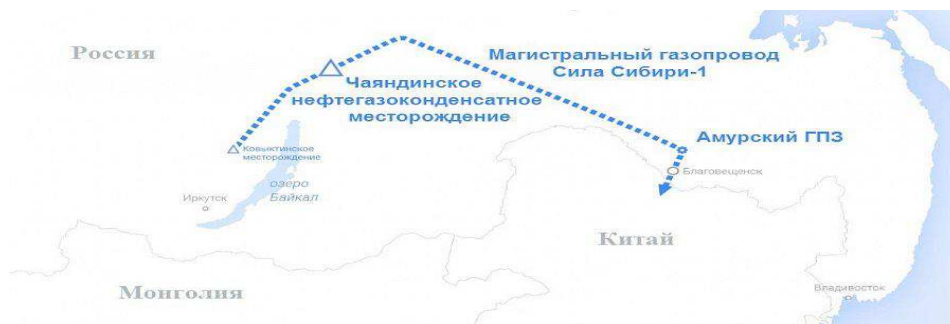 Россия
Магистральный газопровод
Сила Сибири-1
Чаяндинское
нефтегазоконденсатное
месторождение
Амурский ГПЗ
Ковыктинское
месторождение
Благовещенск
озеро
Байкал
Иркутск
Китай
Монголия
Владивосток